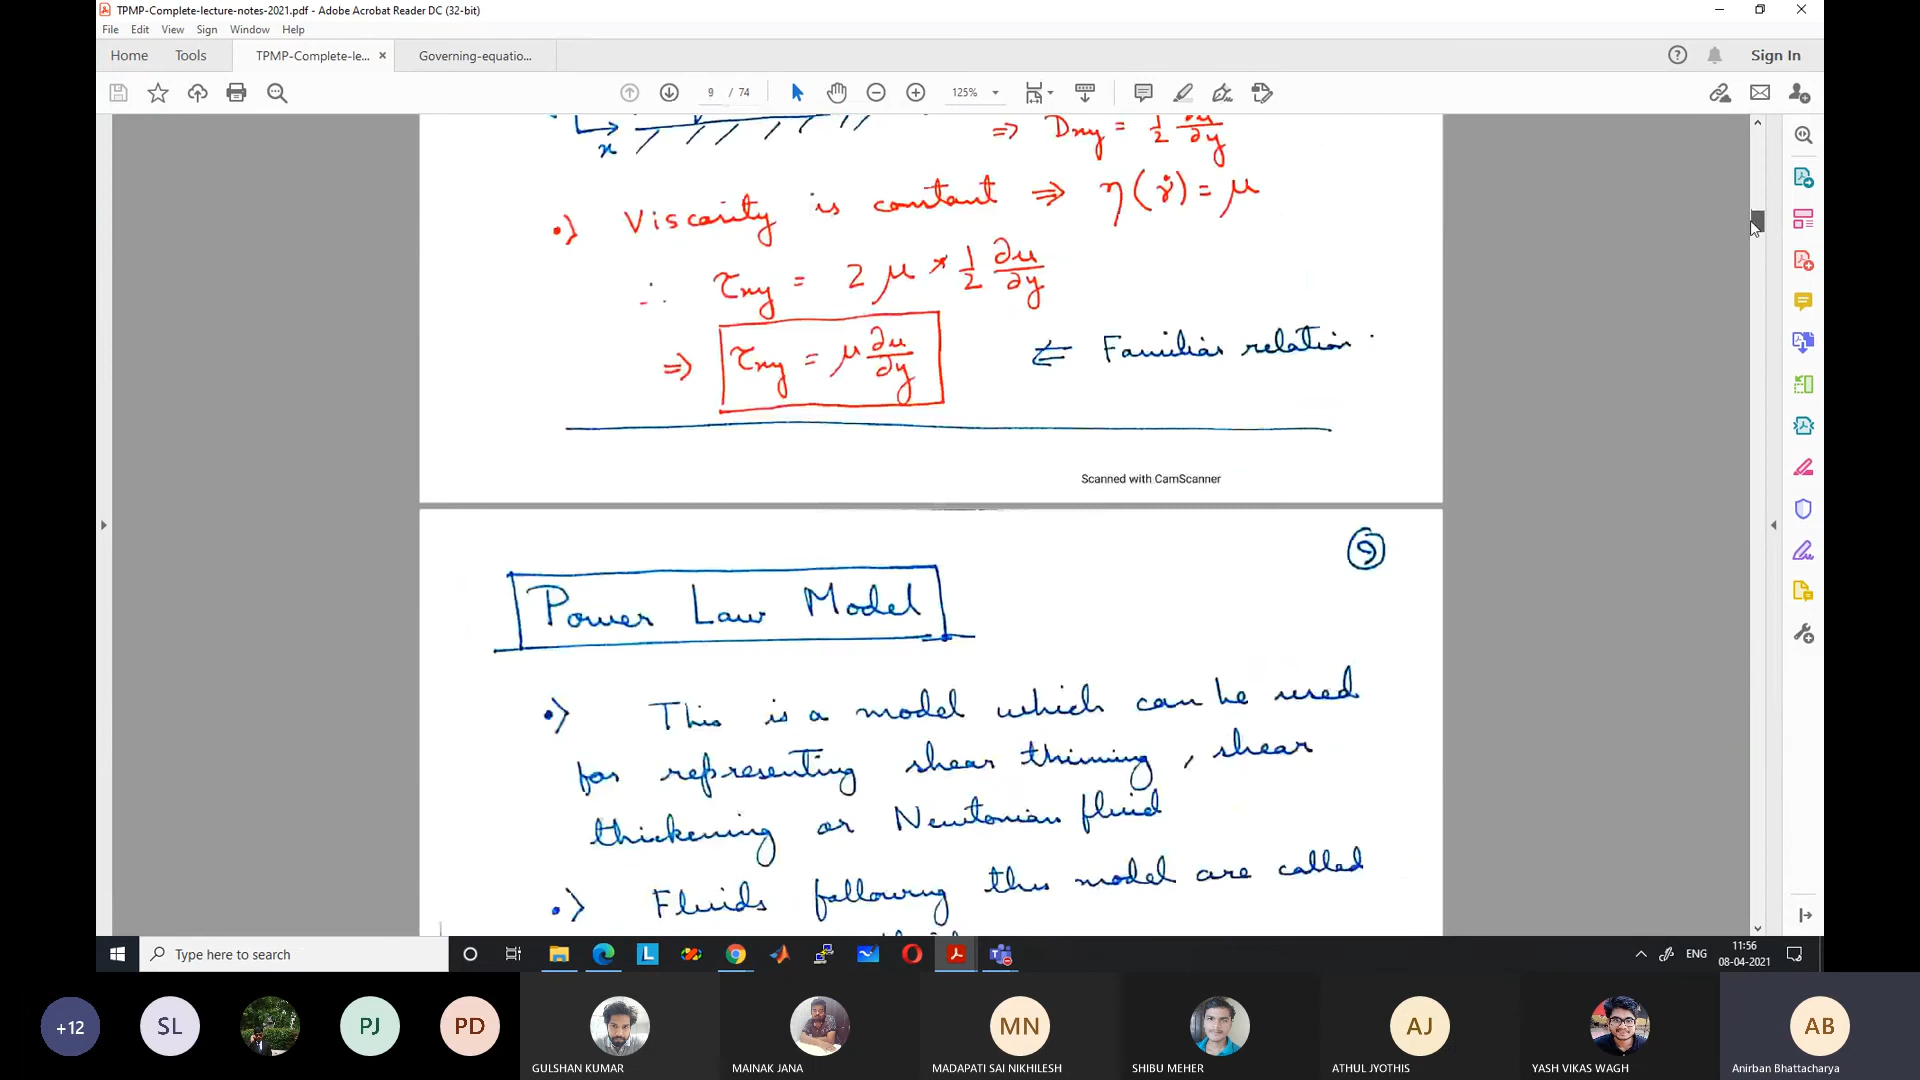 TPMP-Complete-lecture-notes-2021.pdf - Adobe Acrobat Reader DC (32-bit)
File Edit View Sign Window Help
Home Tools TPMP-Complete-le... × Governing-equatio... Sign In
9 / 74 125%
x ⇒ Dxy = 1/2 ∂u/∂y
•) Viscosity is constant ⇒ η(γ̇) = μ
∴ τxy = 2 μ * 1/2 ∂u/∂y
⇒ τxy = μ ∂u/∂y ⇐ Familiar relation.
Scanned with CamScanner
9
Power Law Model
•) This is a model which can be used
for representing shear thinning, shear
thickening or Newtonian fluid
•) Fluids following this model are called
Type here to search
ENG
11:56
08-04-2021
+12 SL PJ PD MN AJ AB
GULSHAN KUMAR MAINAK JANA MADAPATI SAI NIKHILESH SHIBU MEHER ATHUL JYOTHIS YASH VIKAS WAGH Anirban Bhattacharya